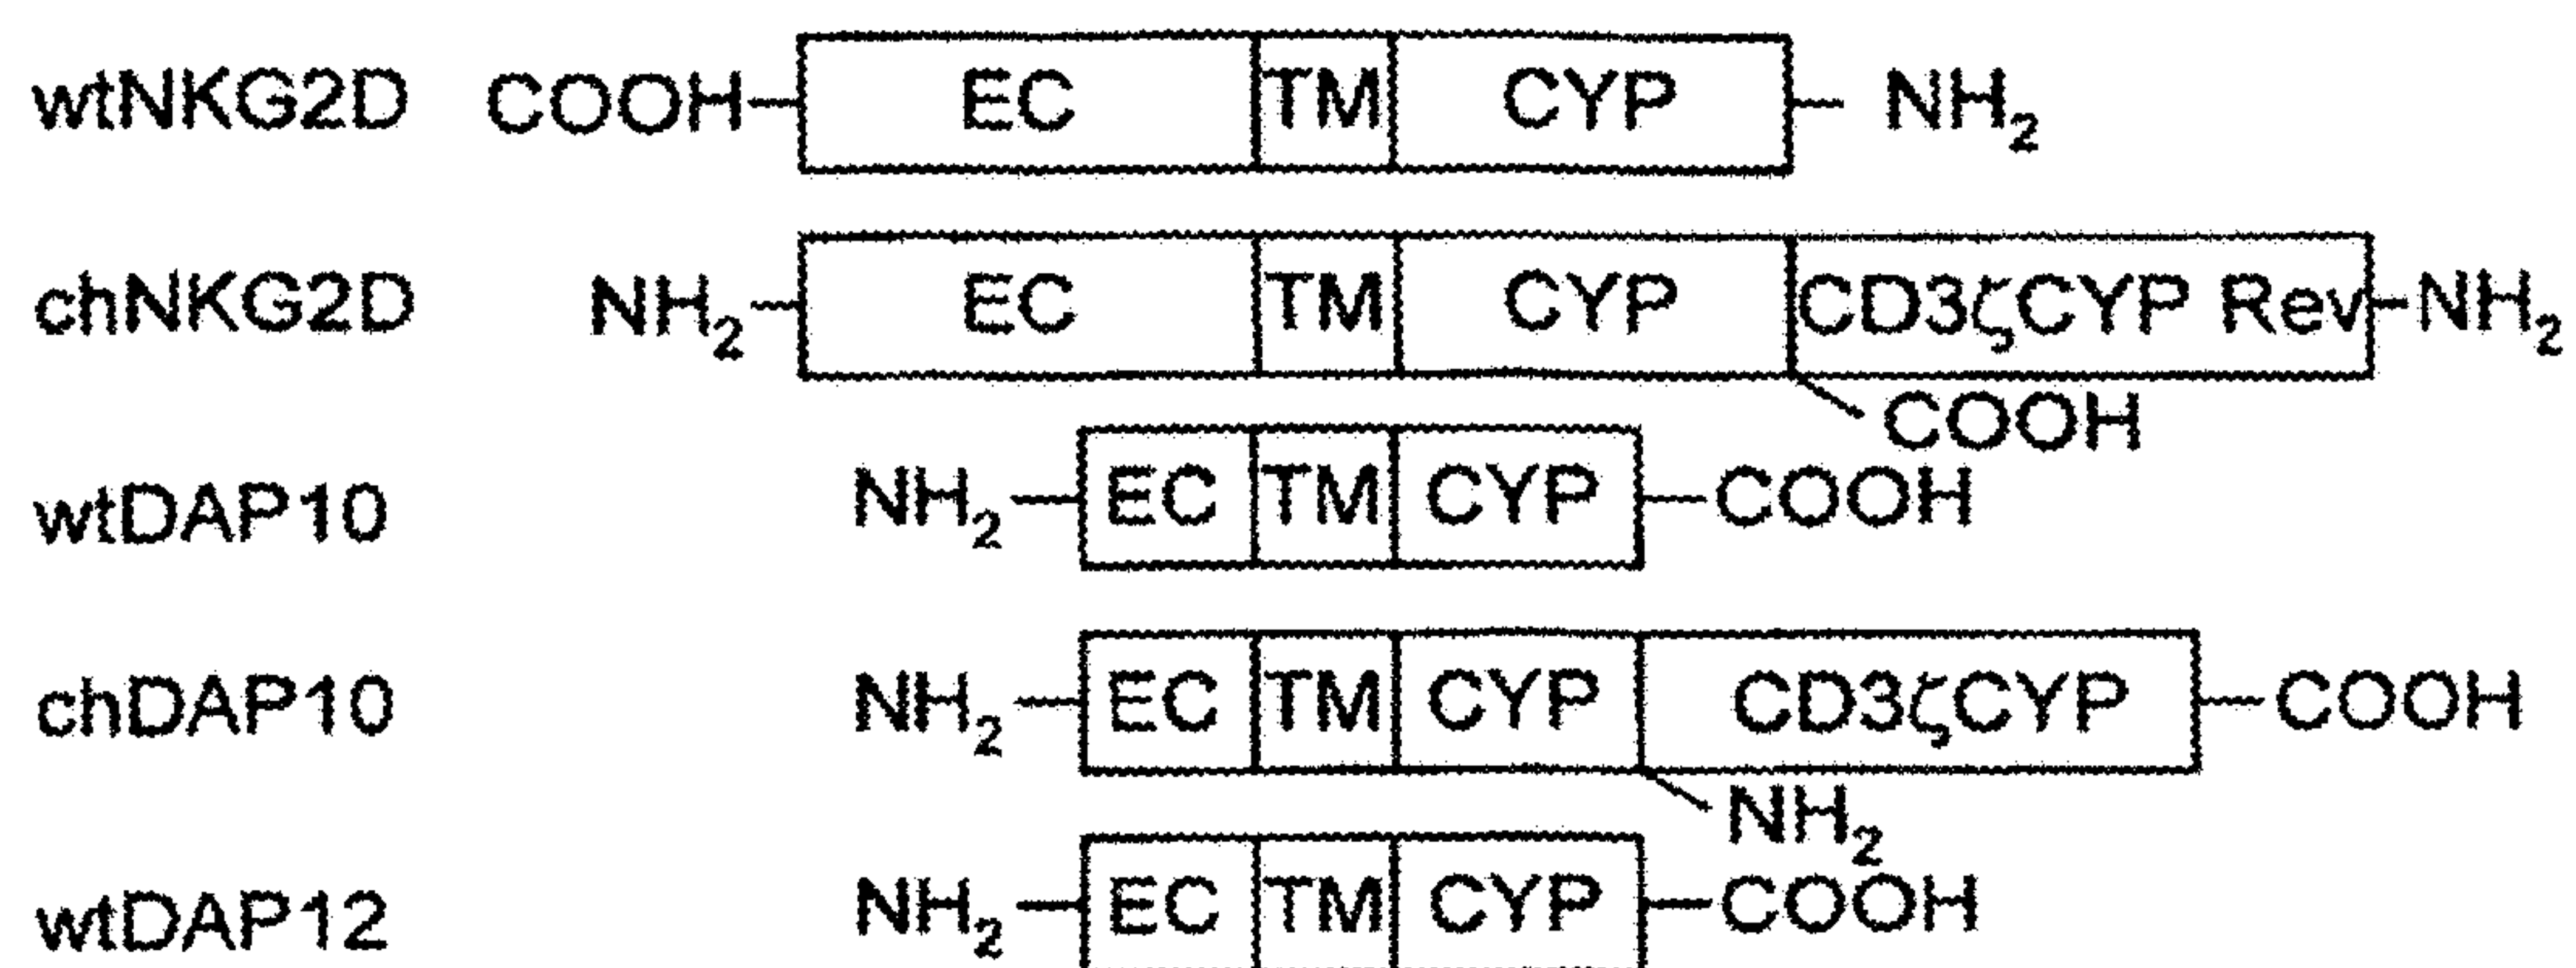 wtNKG2D COOH EC TM CYP NH₂
chNKG2D NH₂ EC TM CYP CD3ζCYP Rev NH₂
COOH
wtDAP10 NH₂ EC TM CYP COOH
chDAP10 NH₂ EC TM CYP CD3ζCYP COOH
NH₂
wtDAP12 NH₂ EC TM CYP COOH